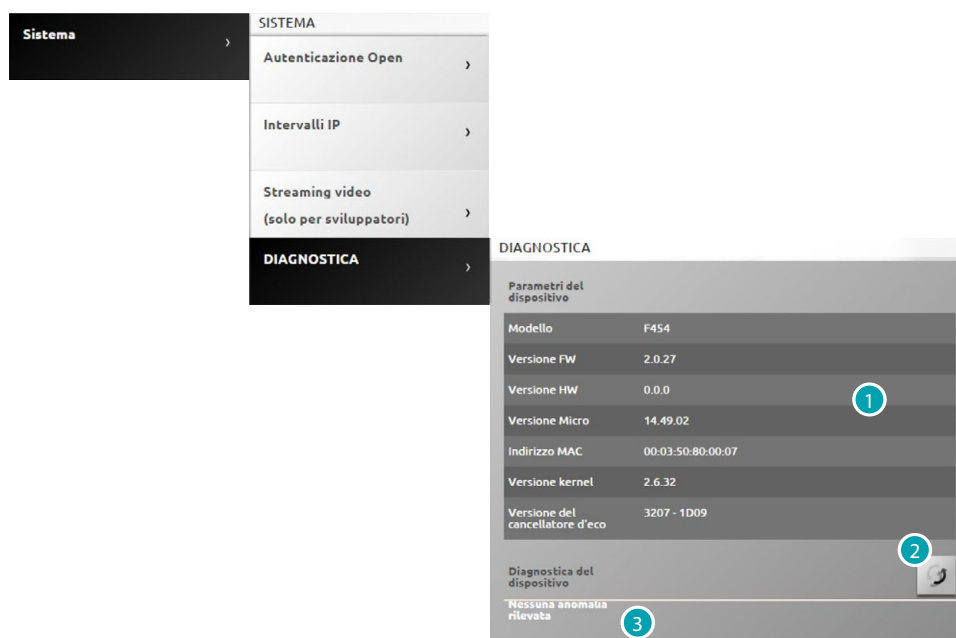 Sistema
SISTEMA
Autenticazione Open
Intervalli IP
Streaming video
(solo per sviluppatori)
DIAGNOSTICA
DIAGNOSTICA
Parametri del
dispositivo
Modello F454
Versione FW 2.0.27
Versione HW 0.0.0
1
Versione Micro 14.49.02
Indirizzo MAC 00:03:50:80:00:07
Versione kernel 2.6.32
Versione del
cancellatore d'eco 3207 - 1D09
2
Diagnostica del
dispositivo
Nessuna anomalia
rilevata
3